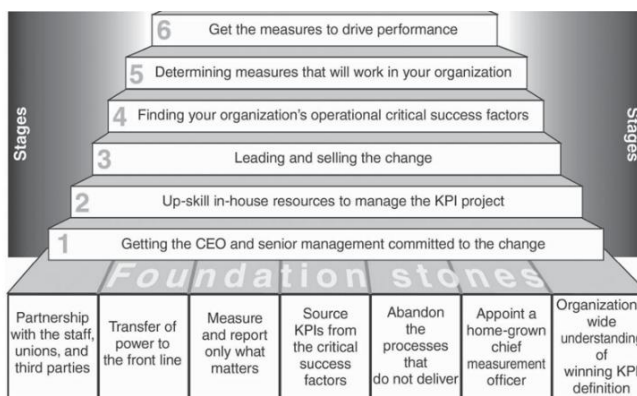 Stages
Stages
6 Get the measures to drive performance
5 Determining measures that will work in your organization
4 Finding your organization's operational critical success factors
3 Leading and selling the change
2 Up-skill in-house resources to manage the KPI project
1 Getting the CEO and senior management committed to the change
Foundation stones
Partnership
with the staff,
unions, and
third parties
Transfer of
power to
the front line
Measure
and report
only what
matters
Source
KPIs from
the critical
success
factors
Abandon
the
processes
that
do not deliver
Appoint a
home-grown
chief
measurement
officer
Organization
wide
understanding
of
winning KPI
definition